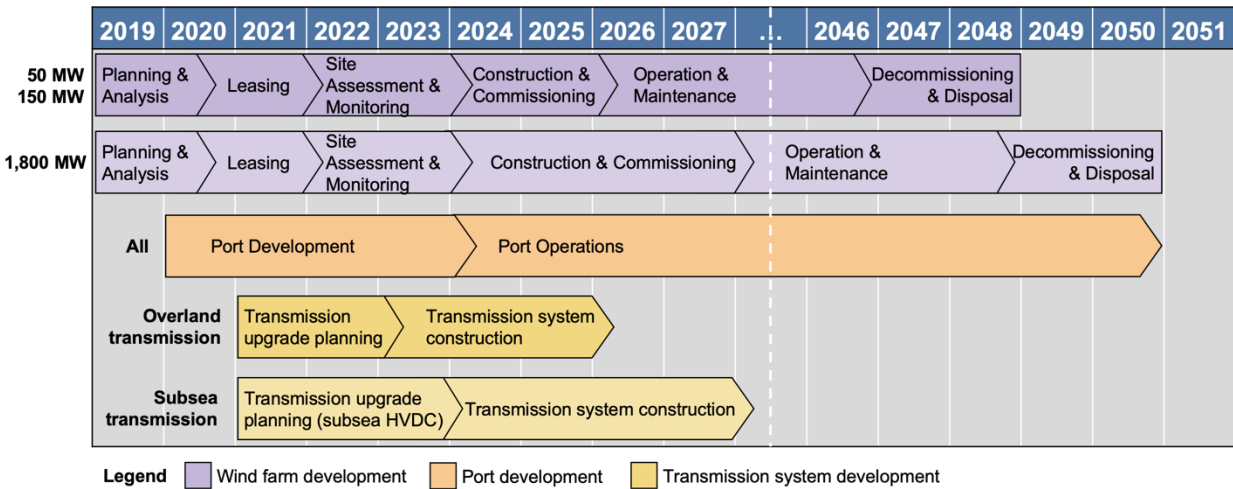 2019 2020 2021 2022 2023 2024 2025 2026 2027 ... 2046 2047 2048 2049 2050 2051
50 MW
150 MW
Planning &
Analysis
Leasing
Site
Assessment &
Monitoring
Construction &
Commissioning
Operation &
Maintenance
Decommissioning
& Disposal
1,800 MW
Planning &
Analysis
Leasing
Site
Assessment &
Monitoring
Construction & Commissioning
Operation &
Maintenance
Decommissioning
& Disposal
All
Port Development
Port Operations
Overland
transmission
Transmission
upgrade planning
Transmission system
construction
Subsea
transmission
Transmission upgrade
planning (subsea HVDC)
Transmission system construction
Legend
Wind farm development
Port development
Transmission system development